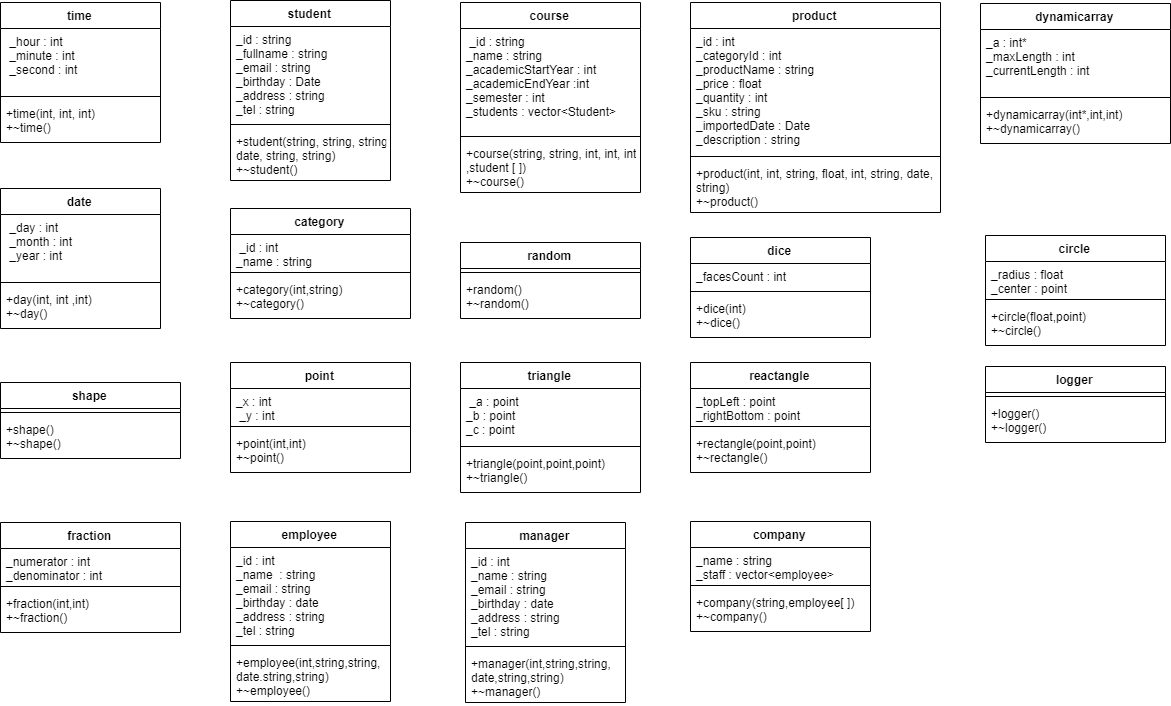 time
_hour : int
_minute : int
_second : int
+time(int, int, int)
+~time()
student
_id : string
_fullname : string
_email : string
_birthday : Date
_address : string
_tel : string
+student(string, string, string
date, string, string)
+~student()
course
_id : string
_name : string
_academicStartYear : int
_academicEndYear :int
_semester : int
_students : vector<Student>
+course(string, string, int, int, int
,student [ ])
+~course()
product
_id : int
_categoryId : int
_productName : string
_price : float
_quantity : int
_sku : string
_importedDate : Date
_description : string
+product(int, int, string, float, int, string, date,
string)
+~product()
dynamicarray
_a : int*
_maxLength : int
_currentLength : int
+dynamicarray(int*,int,int)
+~dynamicarray()
date
_day : int
_month : int
_year : int
+day(int, int ,int)
+~day()
category
_id : int
_name : string
+category(int,string)
+~category()
random
+random()
+~random()
dice
_facesCount : int
+dice(int)
+~dice()
circle
_radius : float
_center : point
+circle(float,point)
+~circle()
shape
+shape()
+~shape()
point
_x : int
_y : int
+point(int,int)
+~point()
triangle
_a : point
_b : point
_c : point
+triangle(point,point,point)
+~triangle()
reactangle
_topLeft : point
_rightBottom : point
+rectangle(point,point)
+~rectangle()
logger
+logger()
+~logger()
fraction
_numerator : int
_denominator : int
+fraction(int,int)
+~fraction()
employee
_id : int
_name : string
_email : string
_birthday : date
_address : string
_tel : string
+employee(int,string,string,
date.string,string)
+~employee()
manager
_id : int
_name : string
_email : string
_birthday : date
_address : string
_tel : string
+manager(int,string,string,
date,string,string)
+~manager()
company
_name : string
_staff : vector<employee>
+company(string,employee[ ])
+~company()